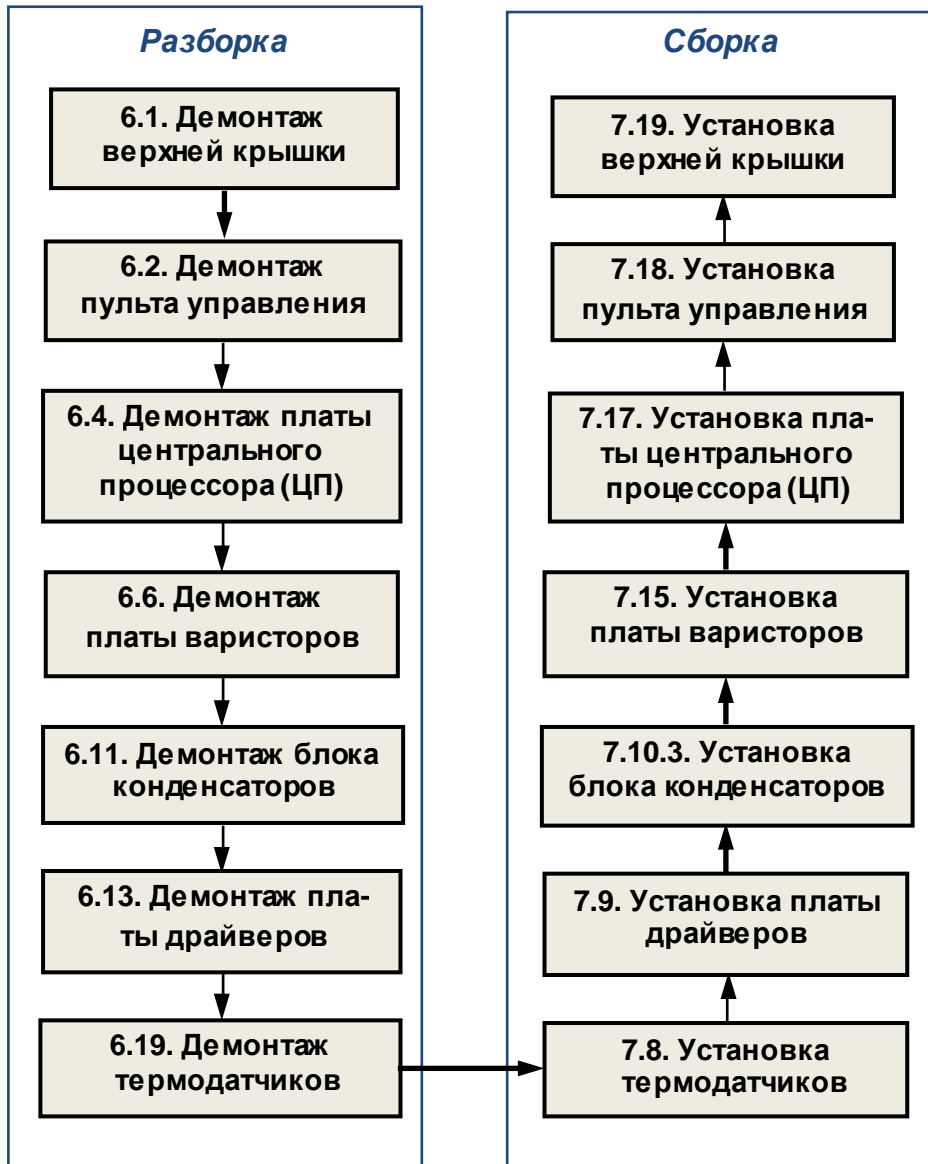 Разборка
6.1. Демонтаж
верхней крышки
6.2. Демонтаж
пульта управления
6.4. Демонтаж платы
центрального
процессора (ЦП)
6.6. Демонтаж
платы варисторов
6.11. Демонтаж блока
конденсаторов
6.13. Демонтаж пла-
ты драйверов
6.19. Демонтаж
термодатчиков
Сборка
7.19. Установка
верхней крышки
7.18. Установка
пульта управления
7.17. Установка пла-
ты центрального
процессора (ЦП)
7.15. Установка
платы варисторов
7.10.3. Установка
блока конденсаторов
7.9. Установка платы
драйверов
7.8. Установка
термодатчиков